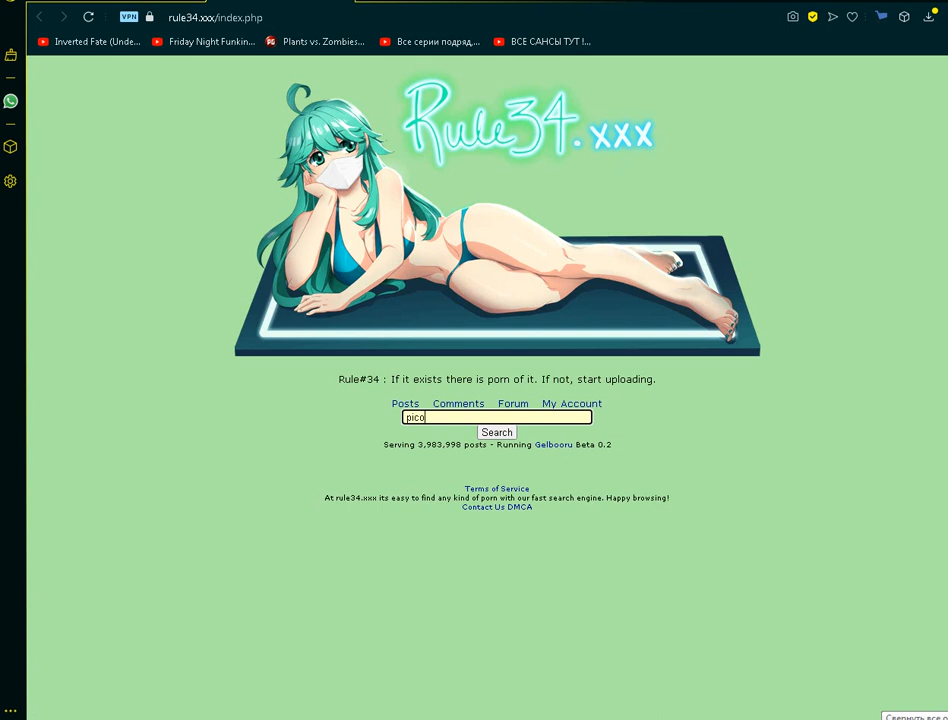 VPN rule34.xxx/index.php
Inverted Fate (Unde... Friday Night Funkin... Plants vs. Zombies... Все серии подряд,... ВСЕ САНСЫ ТУТ !...
Rule34.xxx
Rule#34 : If it exists there is porn of it. If not, start uploading.
Posts Comments Forum My Account
pico
Search
Serving 3,983,998 posts - Running Gelbooru Beta 0.2
Terms of Service
At rule34.xxx its easy to find any kind of porn with our fast search engine. Happy browsing!
Contact Us DMCA